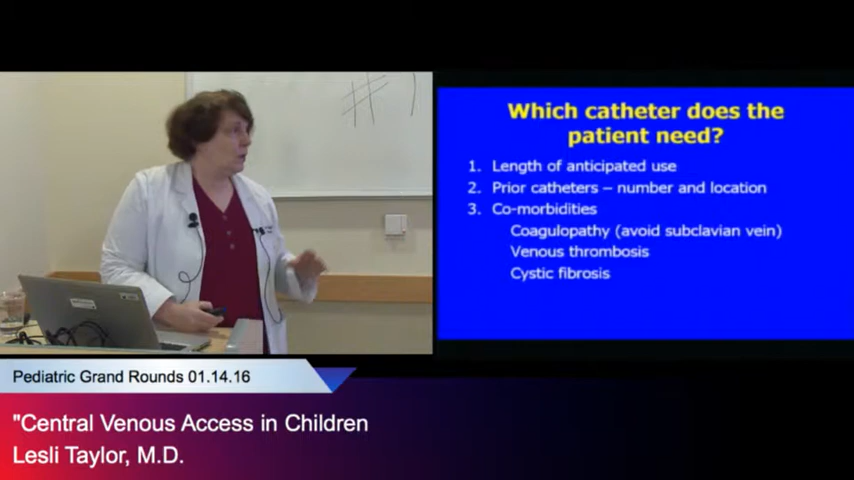 Which catheter does the
patient need?
1. Length of anticipated use
2. Prior catheters – number and location
3. Co-morbidities
Coagulopathy (avoid subclavian vein)
Venous thrombosis
Cystic fibrosis
Pediatric Grand Rounds 01.14.16
"Central Venous Access in Children
Lesli Taylor, M.D.